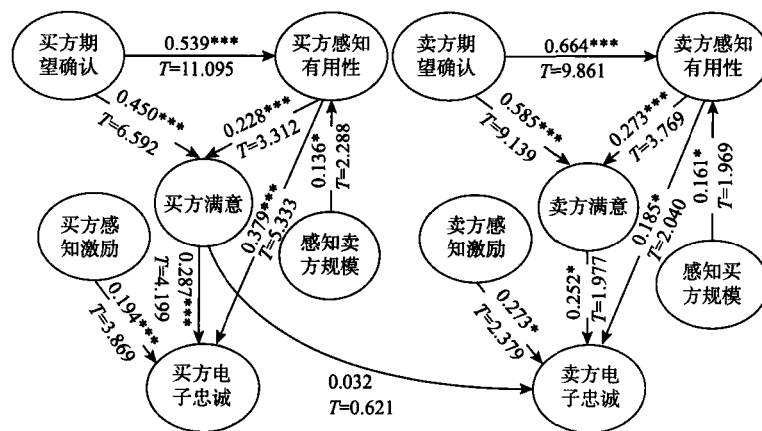 买方期
望确认
0.539***
T=11.095
买方感知
有用性
0.450***
T=6.592
0.228***
T=3.312
0.136*
T=2.288
买方满意
买方感
知激励
0.379***
T=5.333
感知卖
方规模
0.194***
T=3.869
0.287***
T=4.199
买方电
子忠诚
0.032
T=0.621
卖方期
望确认
0.664***
T=9.861
卖方感知
有用性
0.585***
T=9.139
0.273***
T=3.769
0.161*
T=1.969
卖方满意
卖方感
知激励
0.185*
T=2.040
感知买
方规模
0.273*
T=2.379
0.252*
T=1.977
卖方电
子忠诚